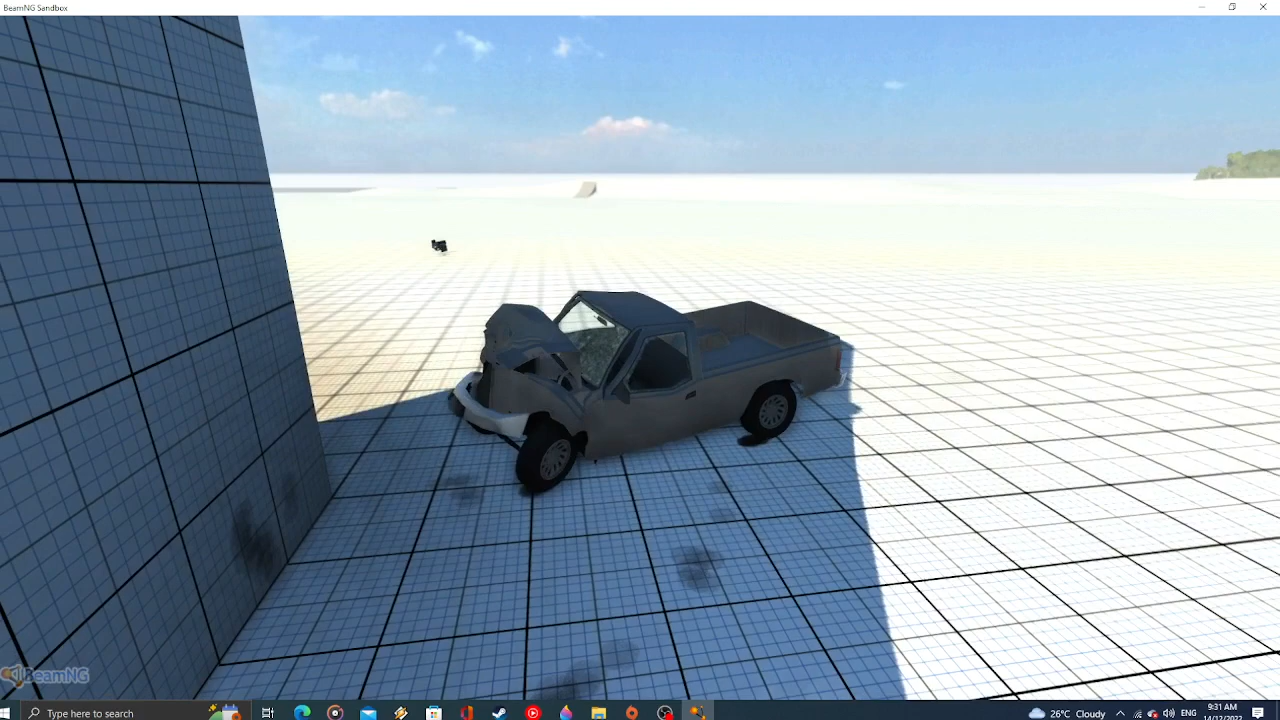 BeamNG Sandbox
BeamNG
Type here to search
26°C Cloudy
ENG
9:31 AM